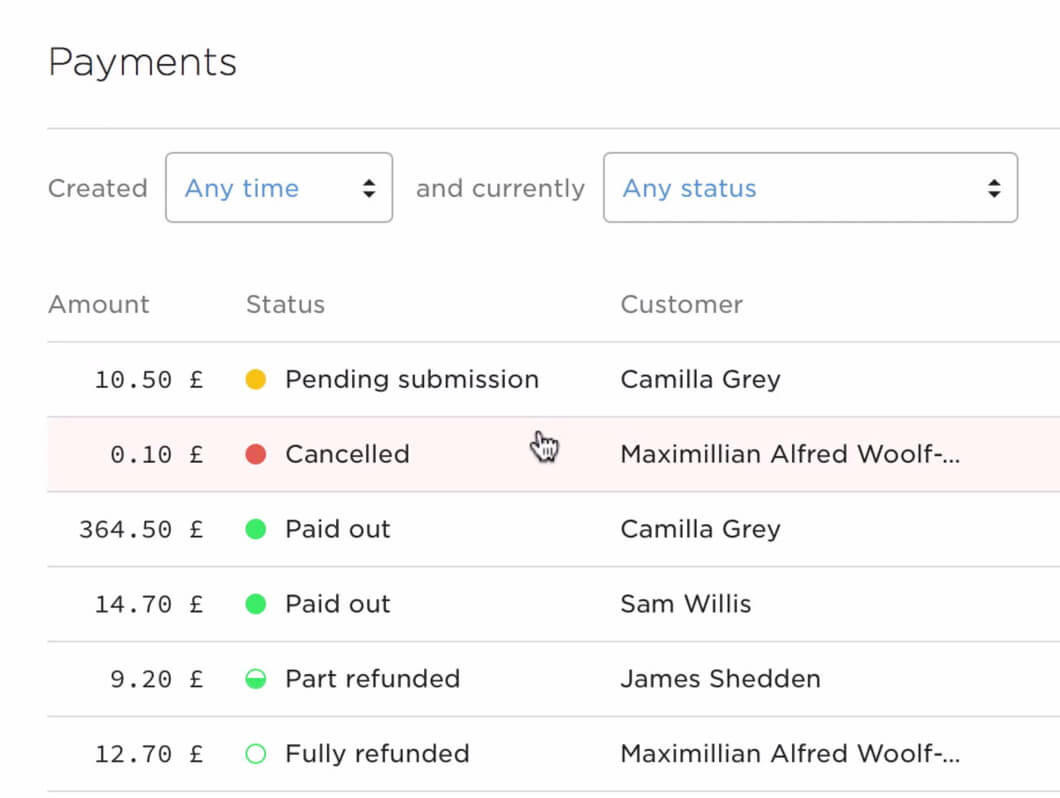 Payments
Created Any time and currently Any status
Amount Status Customer
10.50 £ Pending submission Camilla Grey
0.10 £ Cancelled Maximillian Alfred Woolf-...
364.50 £ Paid out Camilla Grey
14.70 £ Paid out Sam Willis
9.20 £ Part refunded James Shedden
12.70 £ Fully refunded Maximillian Alfred Woolf-...